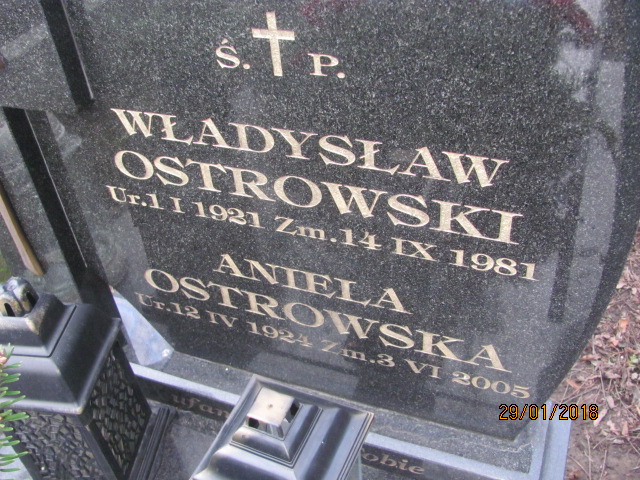 Ś. P.
WŁADYSŁAW
OSTROWSKI
Ur.1 I 1921 Zm.14 IX 1981
ANIELA
OSTROWSKA
Ur.12 IV 1924 Zm.3 VI 2005
29/01/2018